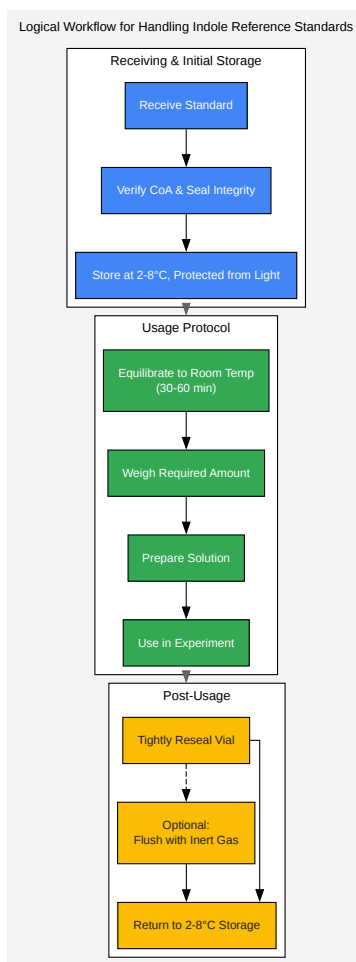 Logical Workflow for Handling Indole Reference Standards
Receiving & Initial Storage
Receive Standard
Verify CoA & Seal Integrity
Store at 2-8°C, Protected from Light
Usage Protocol
Equilibrate to Room Temp
(30-60 min)
Weigh Required Amount
Prepare Solution
Use in Experiment
Post-Usage
Tightly Reseal Vial
Optional:
Flush with Inert Gas
Return to 2-8°C Storage